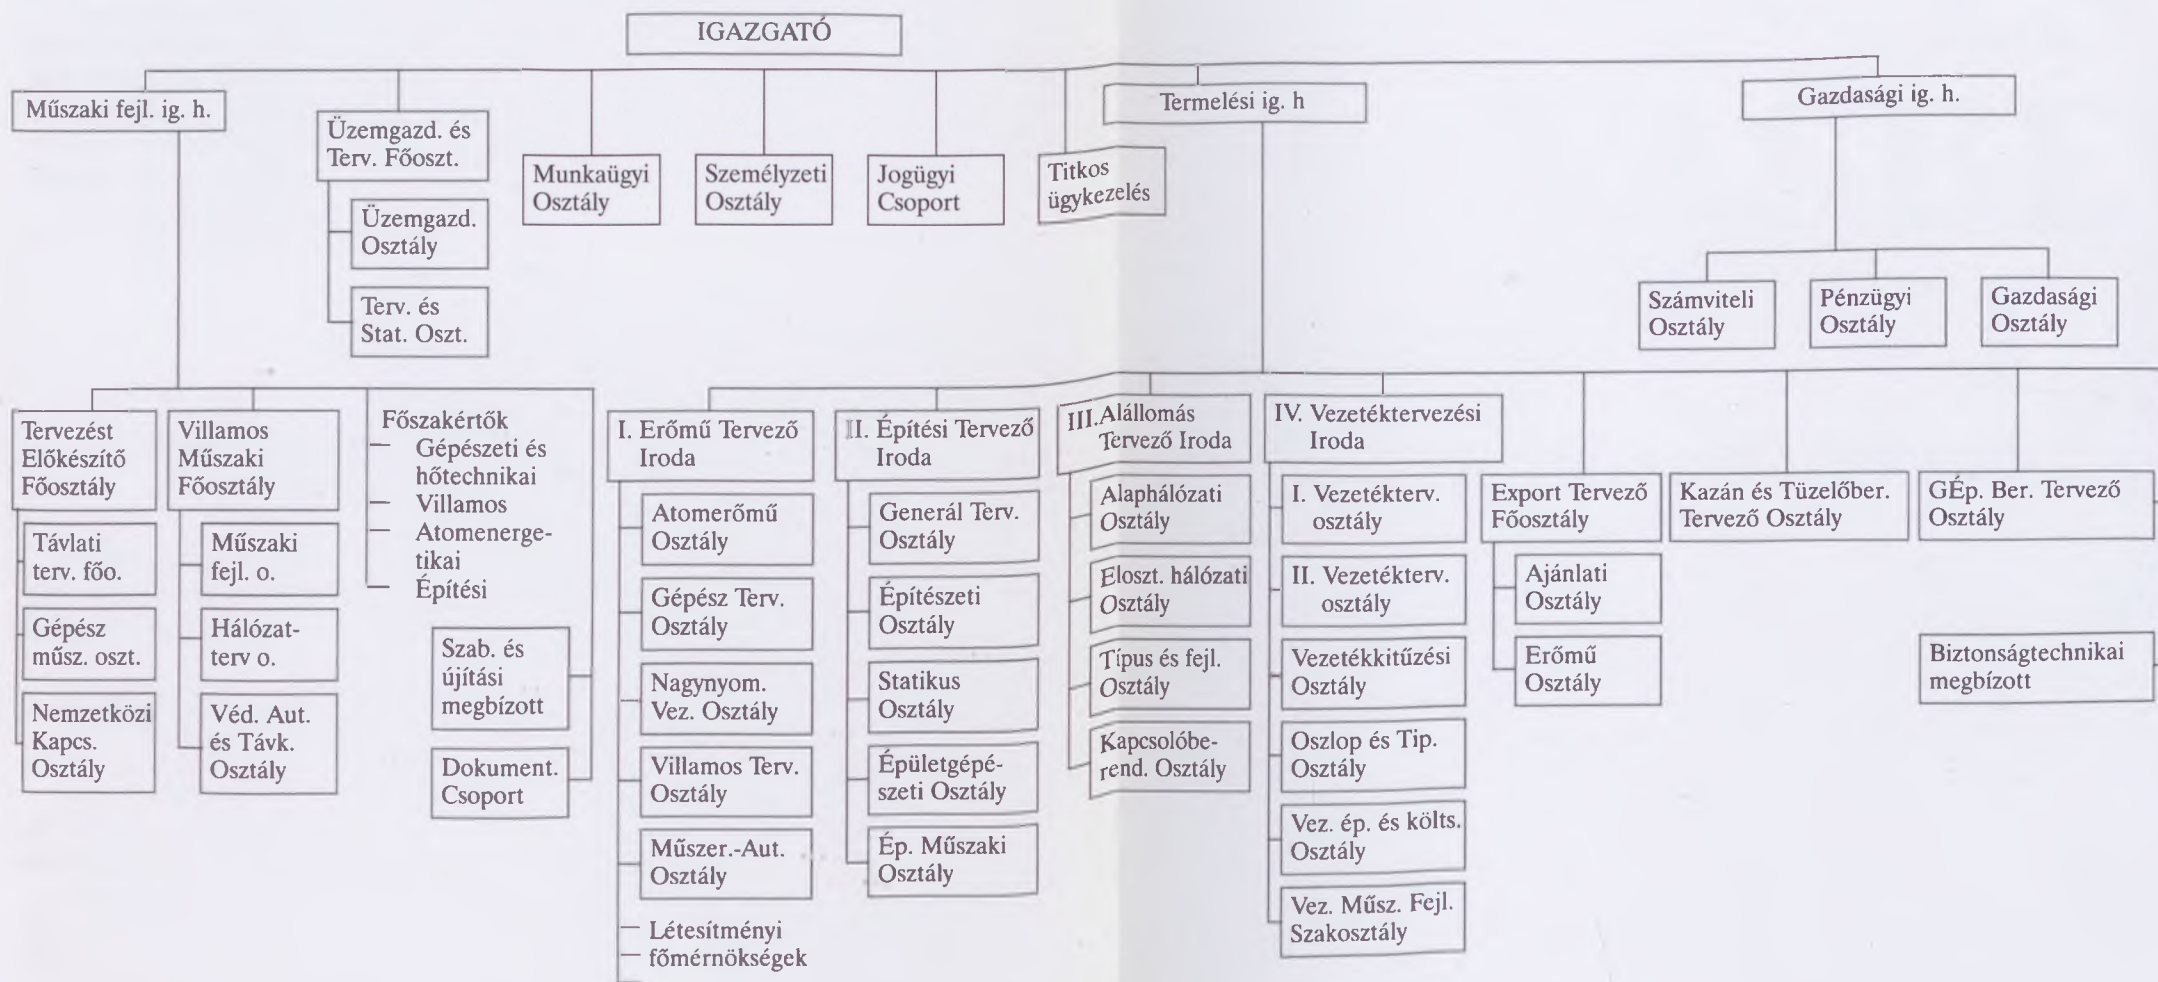 IGAZGATÓ
Műszaki fejl. ig. h.
Üzemgazd. és
Terv. Főoszt.
Üzemgazd.
Osztály
Terv. és
Stat. Oszt.
Munkaügyi
Osztály
Személyzeti
Osztály
Jogügyi
Csoport
Titkos
ügykezelés
Termelési ig. h
Gazdasági ig. h.
Számviteli
Osztály
Pénzügyi
Osztály
Gazdasági
Osztály
Tervezést
Előkészítő
Főosztály
Távlati
terv. főo.
Gépész
műsz. oszt.
Nemzetközi
Kapcs.
Osztály
Villamos
Műszaki
Főosztály
Műszaki
fejl. o.
Hálózat-
terv o.
Véd. Aut.
és Távk.
Osztály
Főszakértők
— Gépészeti és
hőtechnikai
— Villamos
— Atomenerge-
tikai
— Építési
Szab. és
újítási
megbízott
Dokument.
Csoport
I. Erőmű Tervező
Iroda
Atomerőmű
Osztály
Gépész Terv.
Osztály
Nagynyom.
Vez. Osztály
Villamos Terv.
Osztály
Műszer.-Aut.
Osztály
— Létesítményi
— főmérnökségek
II. Építési Tervező
Iroda
Generál Terv.
Osztály
Építészeti
Osztály
Statikus
Osztály
Épületgépé-
szeti Osztály
Ép. Műszaki
Osztály
III. Alállomás
Tervező Iroda
Alaphálózati
Osztály
Eloszt. hálózati
Osztály
Típus és fejl.
Osztály
Kapcsolóbe-
rend. Osztály
IV. Vezetéktervezési
Iroda
I. Vezetékterv.
osztály
II. Vezetékterv.
osztály
Vezetékkitűzési
Osztály
Oszlop és Tip.
Osztály
Vez. ép. és költs.
Osztály
Vez. Műsz. Fejl.
Szakosztály
Export Tervező
Főosztály
Ajánlati
Osztály
Erőmű
Osztály
Kazán és Tüzelőber.
Tervező Osztály
GÉp. Ber. Tervező
Osztály
Biztonságtechnikai
megbízott